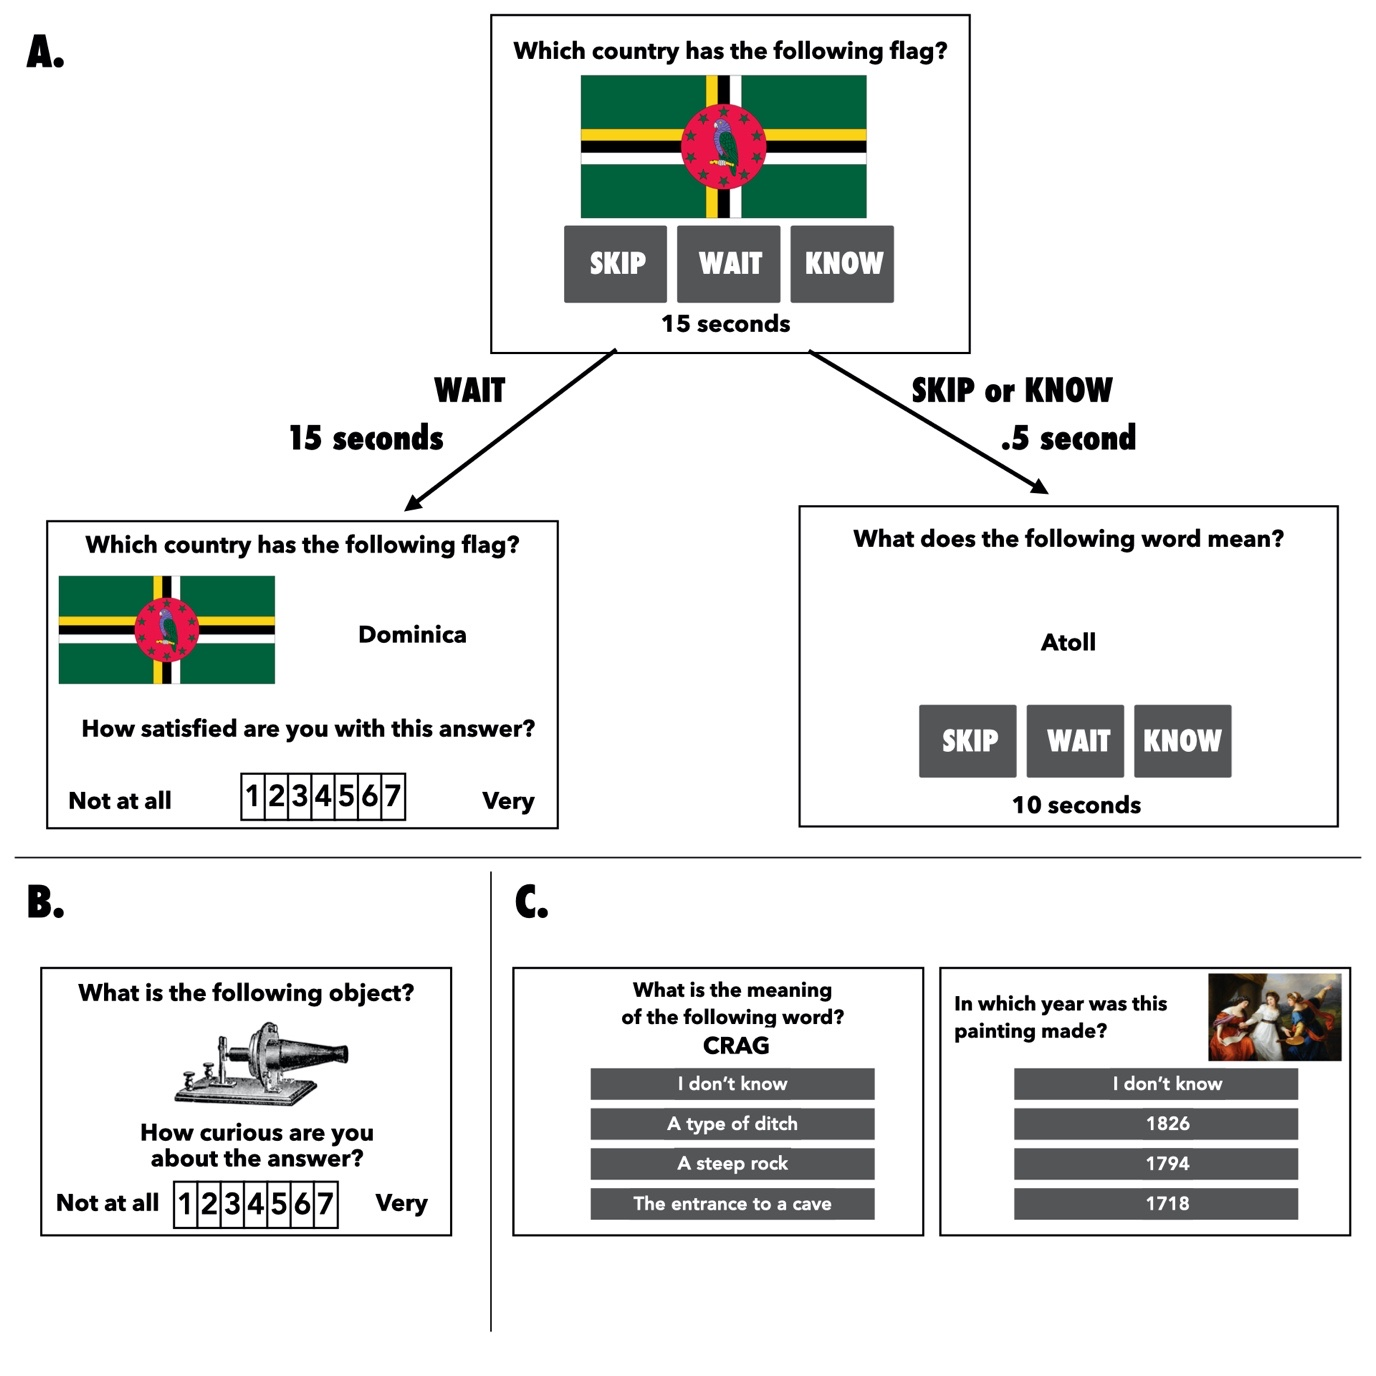 A.
Which country has the following flag?
SKIP
WAIT
KNOW
15 seconds
WAIT
15 seconds
SKIP or KNOW
.5 second
Which country has the following flag?
Dominica
How satisfied are you with this answer?
Not at all 1 2 3 4 5 6 7 Very
What does the following word mean?
Atoll
SKIP
WAIT
KNOW
10 seconds
B.
What is the following object?
How curious are you
about the answer?
Not at all 1 2 3 4 5 6 7 Very
C.
What is the meaning
of the following word?
CRAG
I don't know
A type of ditch
A steep rock
The entrance to a cave
In which year was this
painting made?
I don't know
1826
1794
1718